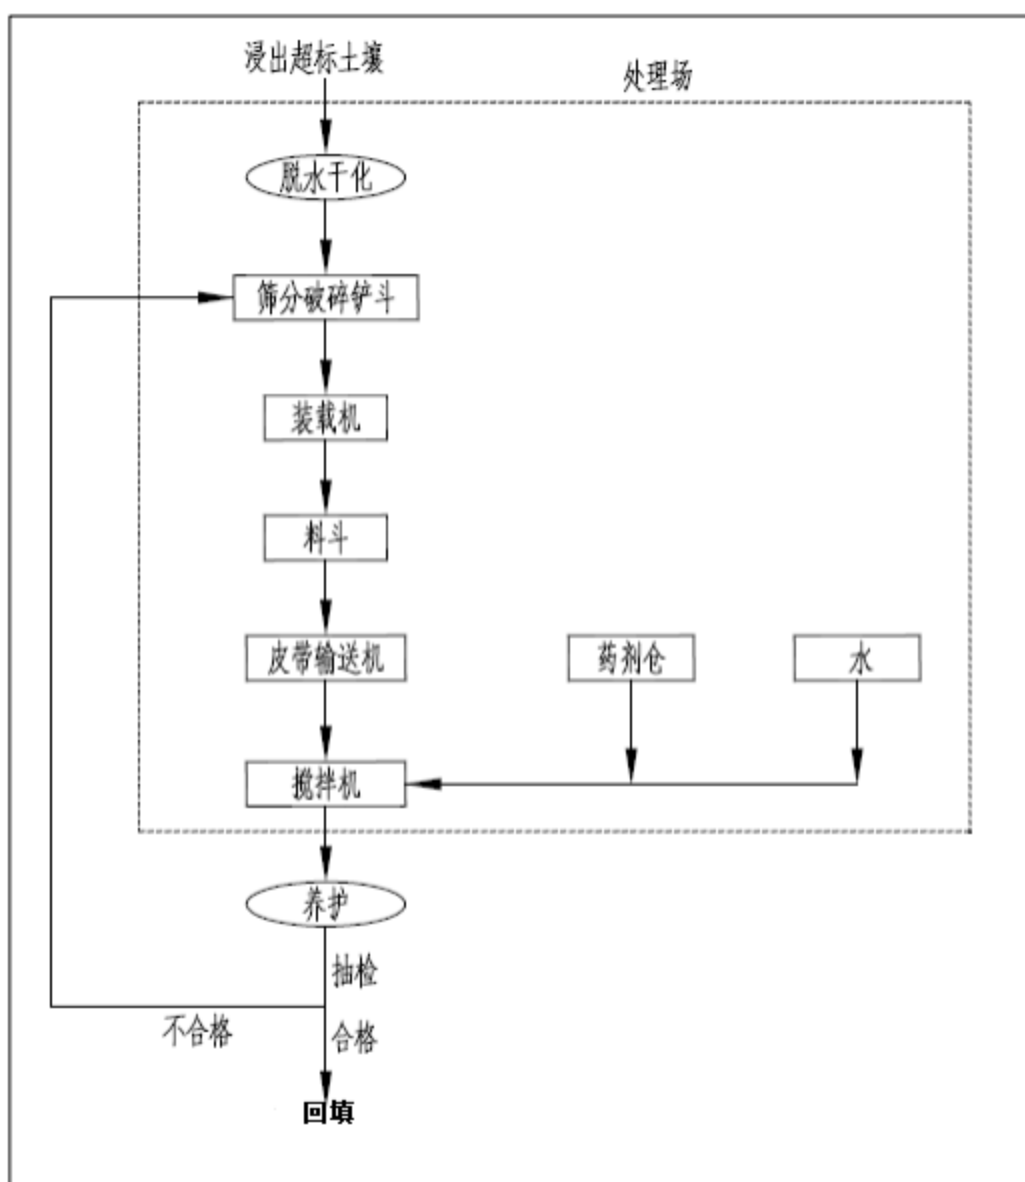 浸出超标土壤
处理场
脱水干化
筛分破碎铲斗
装载机
料斗
皮带输送机
药剂仓
水
搅拌机
养护
抽检
不合格
合格
回填